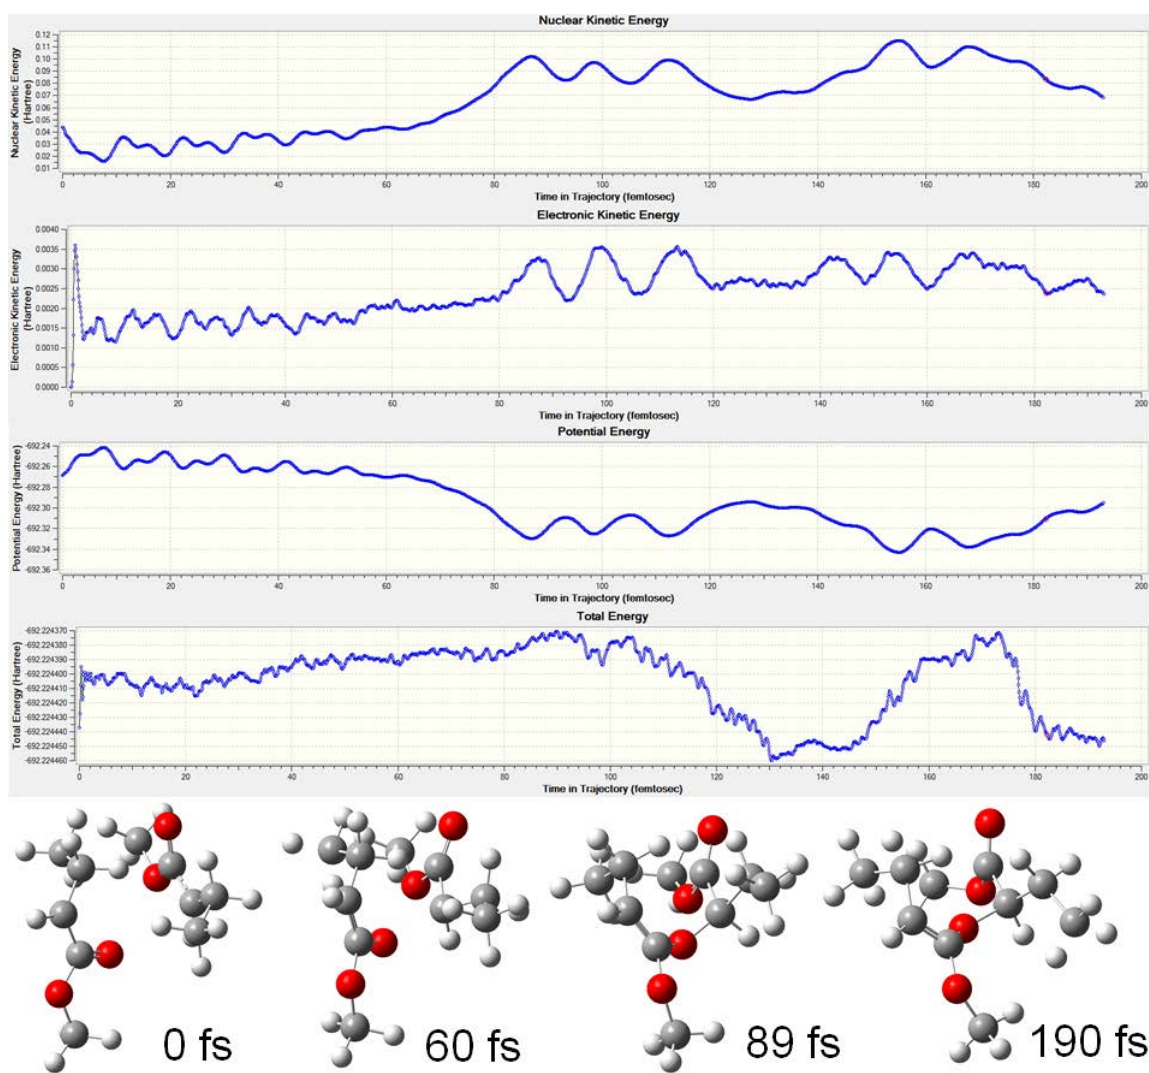 Nuclear Kinetic Energy
Nuclear Kinetic Energy
(Hartree)
0.12
0.11
0.10
0.09
0.08
0.07
0.06
0.05
0.04
0.03
0.02
0.01
0 20 40 60 80 100 120 140 160 180 200
Time in Trajectory (femtosec)
Electronic Kinetic Energy
Electronic Kinetic Energy
(Hartree)
0.0040
0.0035
0.0030
0.0025
0.0020
0.0015
0.0010
0.0005
0.0000
0 20 40 60 80 100 120 140 160 180 200
Time in Trajectory (femtosec)
Potential Energy
Potential Energy (Hartree)
-692.24
-692.26
-692.28
-692.30
-692.32
-692.34
-692.36
0 20 40 60 80 100 120 140 160 180 200
Time in Trajectory (femtosec)
Total Energy
Total Energy (Hartree)
-692.224370
-692.224380
-692.224390
-692.224400
-692.224410
-692.224420
-692.224430
-692.224440
-692.224450
-692.224460
0 20 40 60 80 100 120 140 160 180 200
Time in Trajectory (femtosec)
0 fs 60 fs 89 fs 190 fs